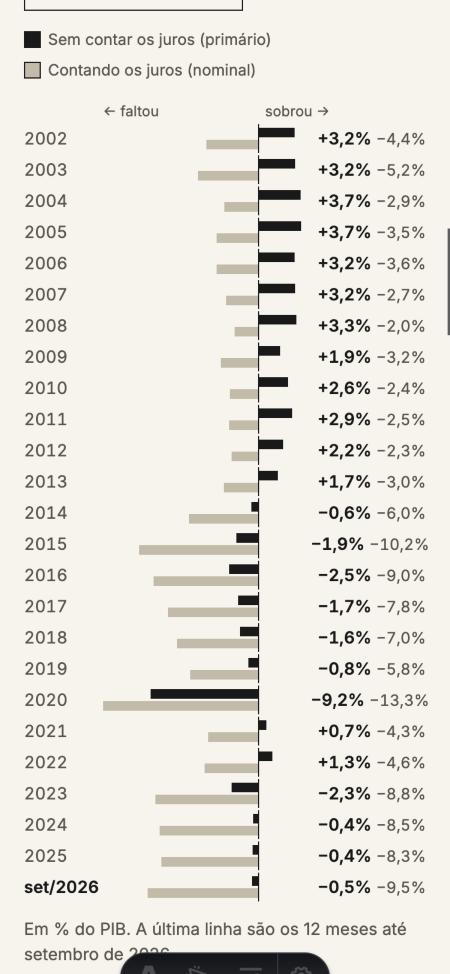 Sem contar os juros (primário)
Contando os juros (nominal)
← faltou sobrou →
2002 +3,2% −4,4%
2003 +3,2% −5,2%
2004 +3,7% −2,9%
2005 +3,7% −3,5%
2006 +3,2% −3,6%
2007 +3,2% −2,7%
2008 +3,3% −2,0%
2009 +1,9% −3,2%
2010 +2,6% −2,4%
2011 +2,9% −2,5%
2012 +2,2% −2,3%
2013 +1,7% −3,0%
2014 −0,6% −6,0%
2015 −1,9% −10,2%
2016 −2,5% −9,0%
2017 −1,7% −7,8%
2018 −1,6% −7,0%
2019 −0,8% −5,8%
2020 −9,2% −13,3%
2021 +0,7% −4,3%
2022 +1,3% −4,6%
2023 −2,3% −8,8%
2024 −0,4% −8,5%
2025 −0,4% −8,3%
set/2026 −0,5% −9,5%
Em % do PIB. A última linha são os 12 meses até
setembro de 2026